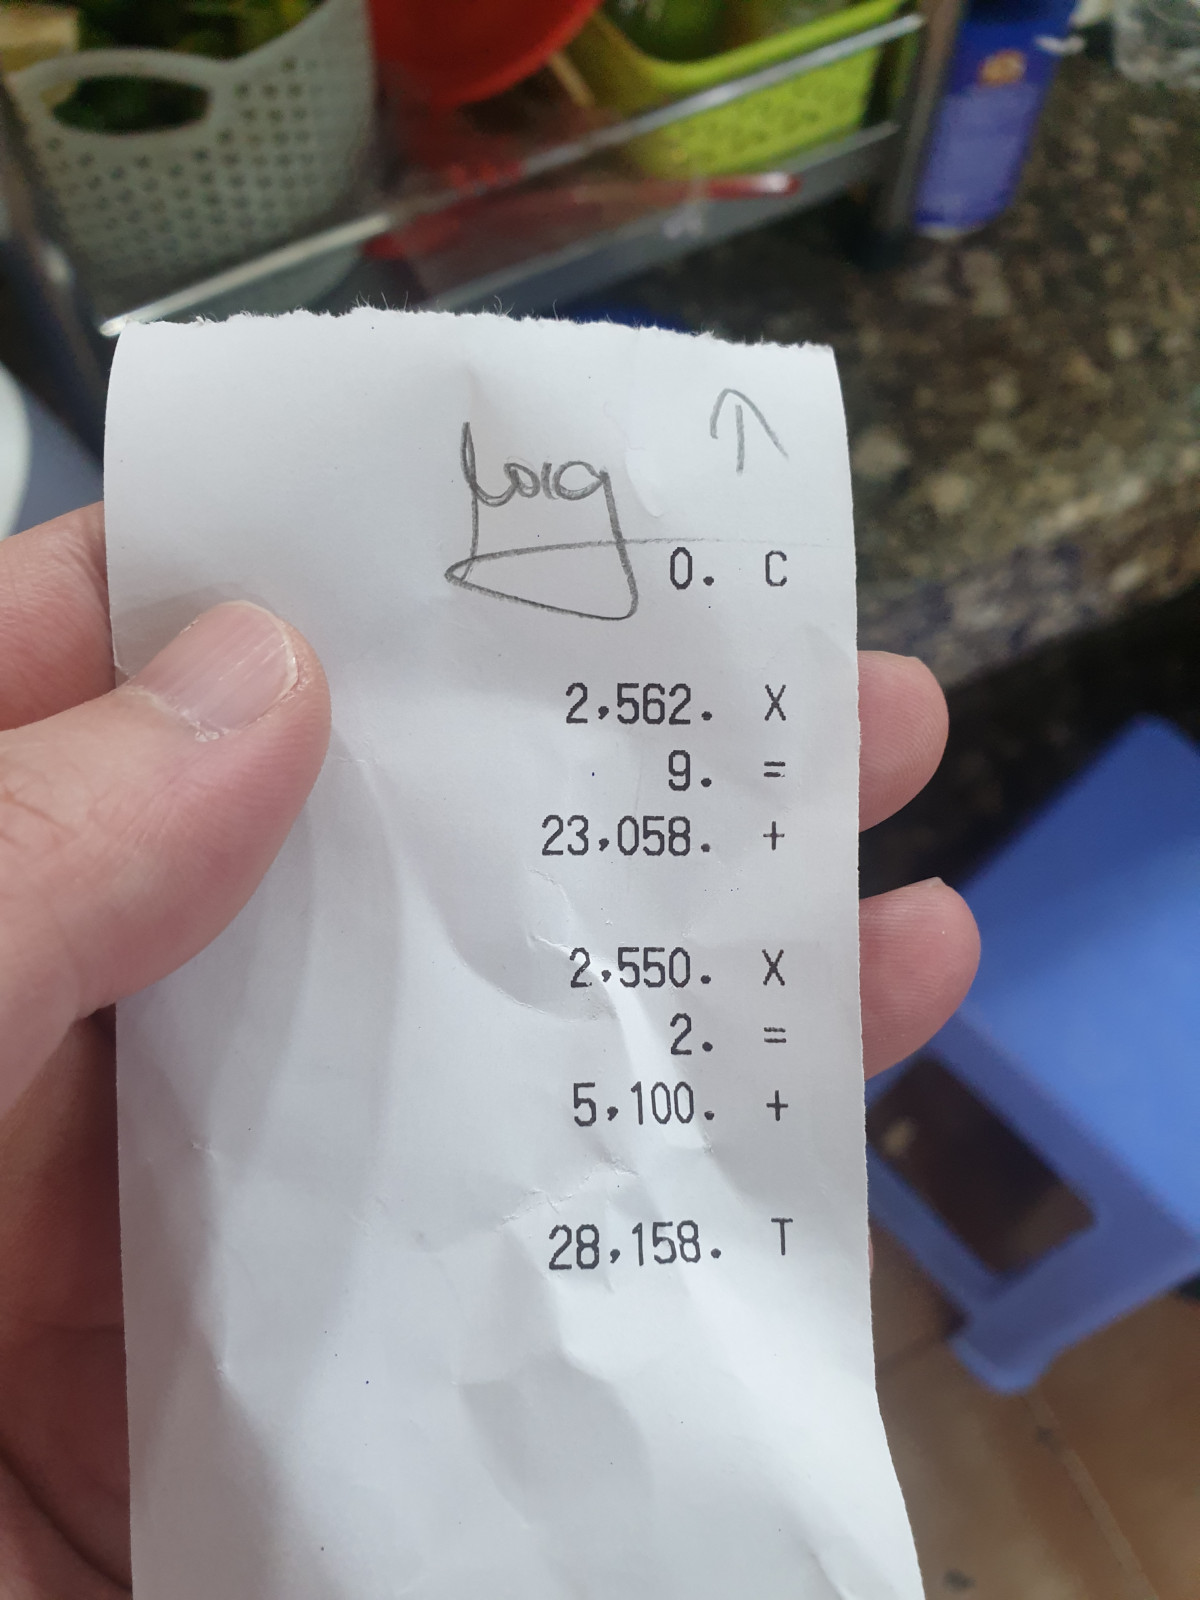 0. C
2,562. X
9. =
23,058. +
2,550. X
2. =
5,100. +
28,158. T